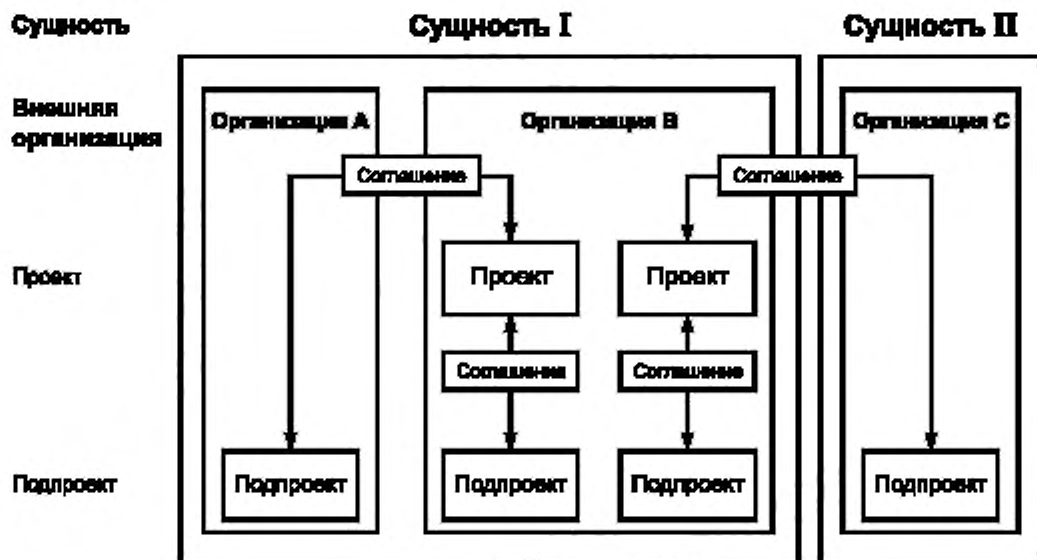 Сущность
Сущность I
Сущность II
Внешняя
организация
Организация A
Организация B
Организация C
Соглашение
Соглашение
Проект
Проект
Проект
Соглашение
Соглашение
Подпроект
Подпроект
Подпроект
Подпроект
Подпроект